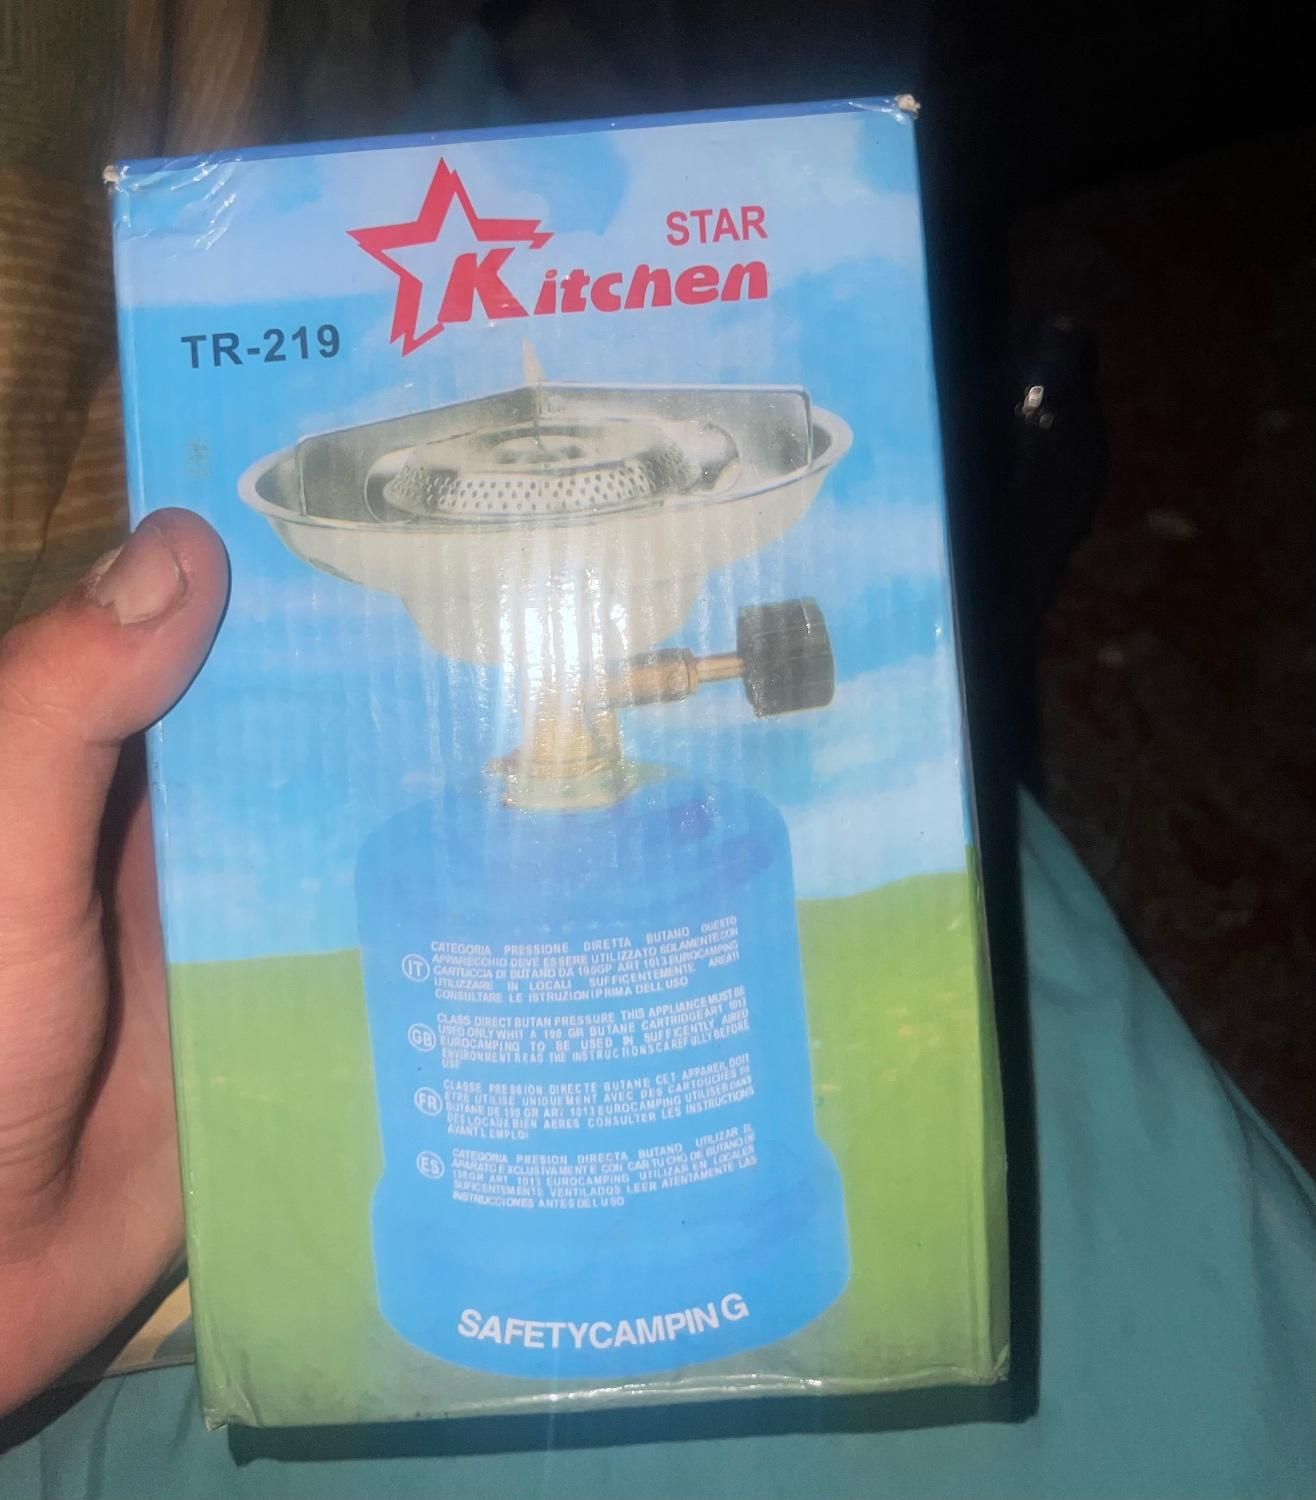 STAR
Kitchen
TR-219
IT
CATEGORIA PRESSIONE DIRETTA BUTANO QUESTO
APPARECCHIO DEVE ESSERE UTILIZZATO SOLAMENTE CON
CARTUCCIA DI BUTANO DA 190GP ART 1013 EUROCAMPING
UTILIZZARE IN LOCALI SUFFICENTEMENTE AREATI
CONSULTARE LE ISTRUZIONI PRIMA DELL USO
GB
CLASS DIRECT BUTAN PRESSURE THIS APPLIANCE MUST BE
USED ONLY WHIT A 190 GR BUTANE CARTRIDGE ART 1013
EUROCAMPING TO BE USED IN SUFFICENTLY AIRED
ENVIRONMENT READ THE INSTRUCTIONS CAREFULLY BEFORE
USE
FR
CLASSE PRESSION DIRECTE BUTANE CET APPAREIL DOIT
ETRE UTILISE UNIQUEMENT AVEC DES CARTOUCHES DE
BUTANE DE 190 GR ART 1013 EUROCAMPING UTILISER DANS
DES LOCAUX BIEN AERES CONSULTER LES INSTRUCTIONS
AVANT L EMPLOI
ES
CATEGORIA PRESION DIRECTA BUTANO UTILIZAR EL
APARATO EXCLUSIVAMENTE CON CARTUCHO DE BUTANO DE
190GR ART 1013 EUROCAMPING UTILIZAR EN LOCALES
SUFICENTEMENTE VENTILADOS LEER ATENTAMENTE LAS
INSTRUCCIONES ANTES DEL USO
SAFETYCAMPING